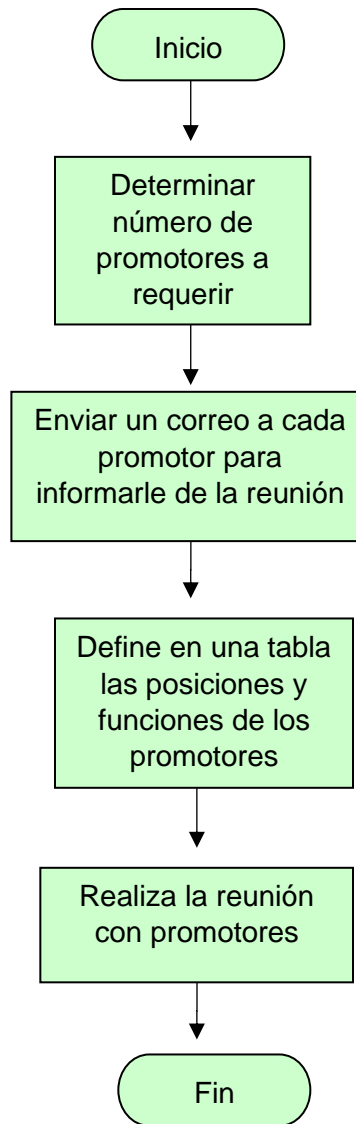 Inicio
Determinar
número de
promotores a
requerir
Enviar un correo a cada
promotor para
informarle de la reunión
Define en una tabla
las posiciones y
funciones de los
promotores
Realiza la reunión
con promotores
Fin